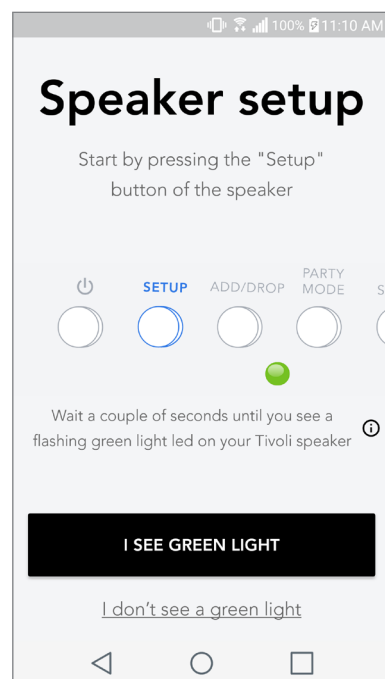 100% 11:10 AM
Speaker setup
Start by pressing the "Setup"
button of the speaker
SETUP ADD/DROP PARTY
MODE S
Wait a couple of seconds until you see a
flashing green light led on your Tivoli speaker
I SEE GREEN LIGHT
I don't see a green light